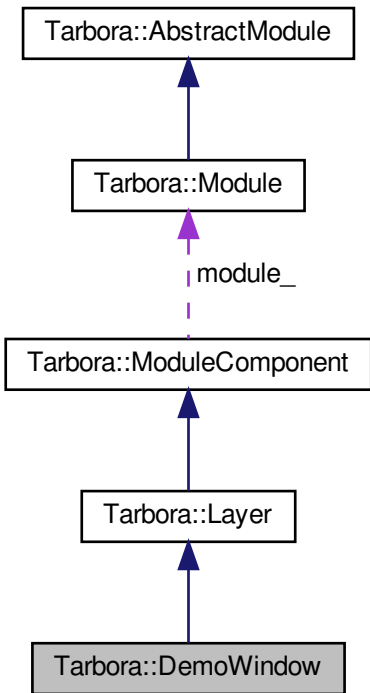 Tarbora::AbstractModule
Tarbora::Module
module_
Tarbora::ModuleComponent
Tarbora::Layer
Tarbora::DemoWindow